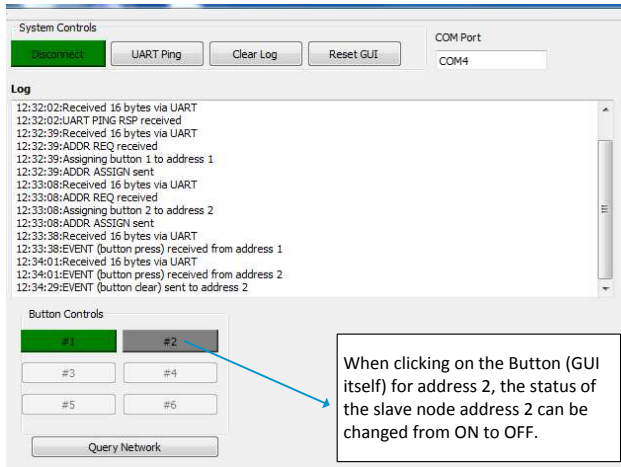 System Controls
COM Port
Disconnect
UART Ping
Clear Log
Reset GUI
COM4
Log
12:32:02:Received 16 bytes via UART
12:32:02:UART PING RSP received
12:32:39:Received 16 bytes via UART
12:32:39:ADDR REQ received
12:32:39:Assigning button 1 to address 1
12:32:39:ADDR ASSIGN sent
12:33:08:Received 16 bytes via UART
12:33:08:ADDR REQ received
12:33:08:Assigning button 2 to address 2
12:33:08:ADDR ASSIGN sent
12:33:38:Received 16 bytes via UART
12:33:38:EVENT (button press) received from address 1
12:34:01:Received 16 bytes via UART
12:34:01:EVENT (button press) received from address 2
12:34:29:EVENT (button clear) sent to address 2
Button Controls
#1
#2
#3
#4
#5
#6
Query Network
When clicking on the Button (GUI
itself) for address 2, the status of
the slave node address 2 can be
changed from ON to OFF.